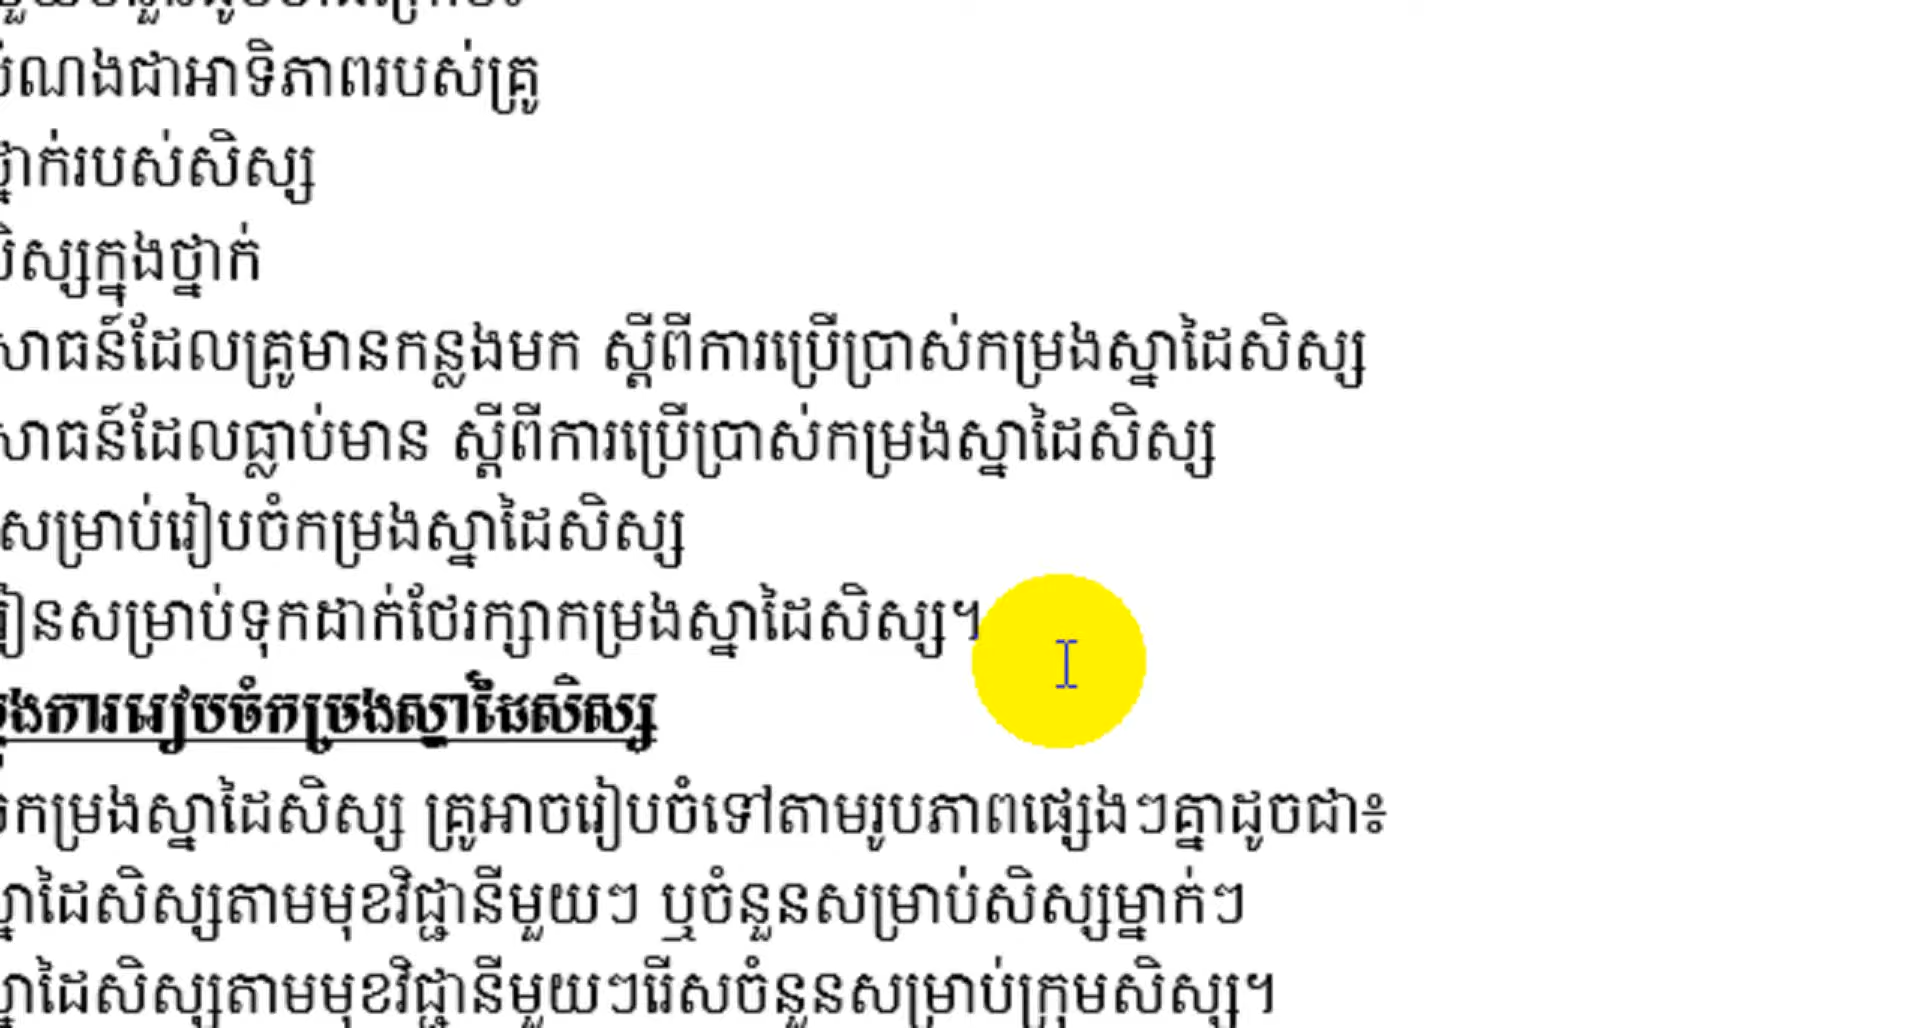 ណងជាអាទិភាពរបស់គ្រូ
ថ្នាក់របស់សិស្ស
សិស្សក្នុងថ្នាក់
សាធន៍ដែលគ្រូមានកន្លងមក ស្តីពីការប្រើប្រាស់កម្រងស្នាដៃសិស្ស
សាធន៍ដែលធ្លាប់មាន ស្តីពីការប្រើប្រាស់កម្រងស្នាដៃសិស្ស
សម្រាប់រៀបចំកម្រងស្នាដៃសិស្ស
រៀនសម្រាប់ទុកដាក់ថែរក្សាកម្រងស្នាដៃសិស្ស។
ក្នុងការរៀបចំកម្រងស្នាដៃសិស្ស
កម្រងស្នាដៃសិស្ស គ្រូអាចរៀបចំទៅតាមរូបភាពផ្សេងៗគ្នាដូចជា៖
ស្នាដៃសិស្សតាមមុខវិជ្ជានីមួយៗ ឬចំនួនសម្រាប់សិស្សម្នាក់ៗ
ស្នាដៃសិស្សតាមមុខវិជ្ជានីមួយៗរើសចំនួនសម្រាប់ក្រុមសិស្ស។